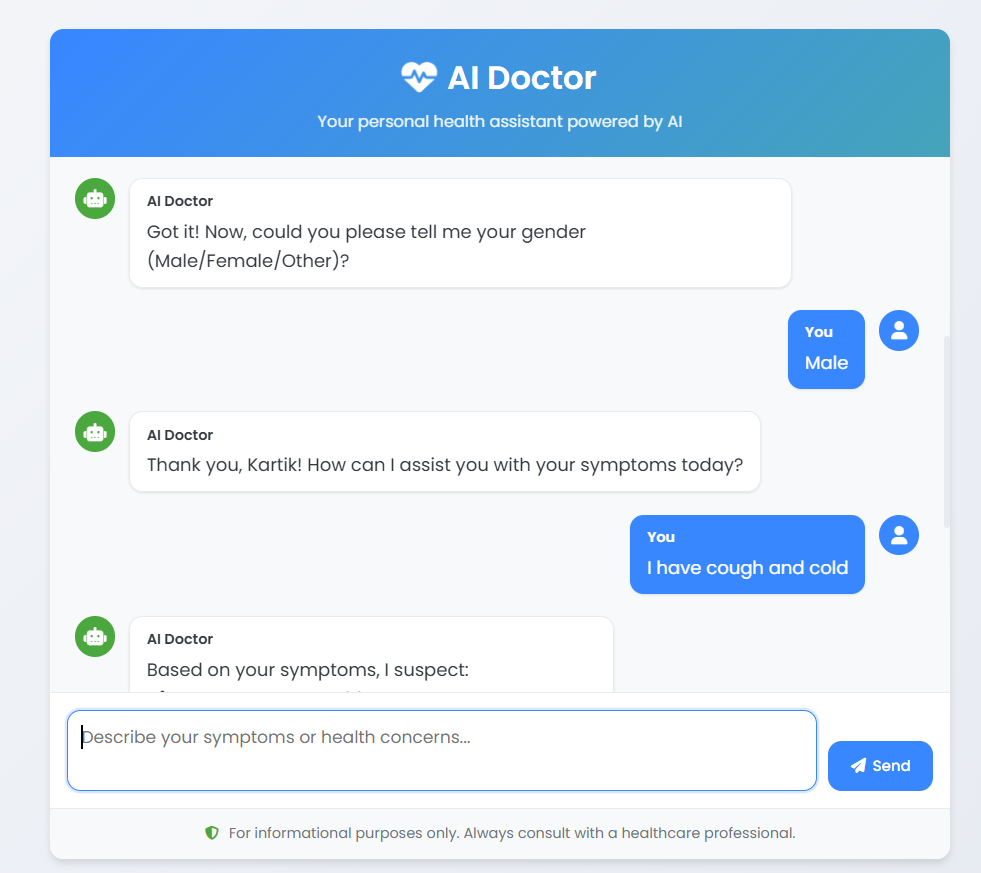 AI Doctor
Your personal health assistant powered by AI
AI Doctor
Got it! Now, could you please tell me your gender
(Male/Female/Other)?
You
Male
AI Doctor
Thank you, Kartik! How can I assist you with your symptoms today?
You
I have cough and cold
AI Doctor
Based on your symptoms, I suspect:
Describe your symptoms or health concerns...
Send
For informational purposes only. Always consult with a healthcare professional.